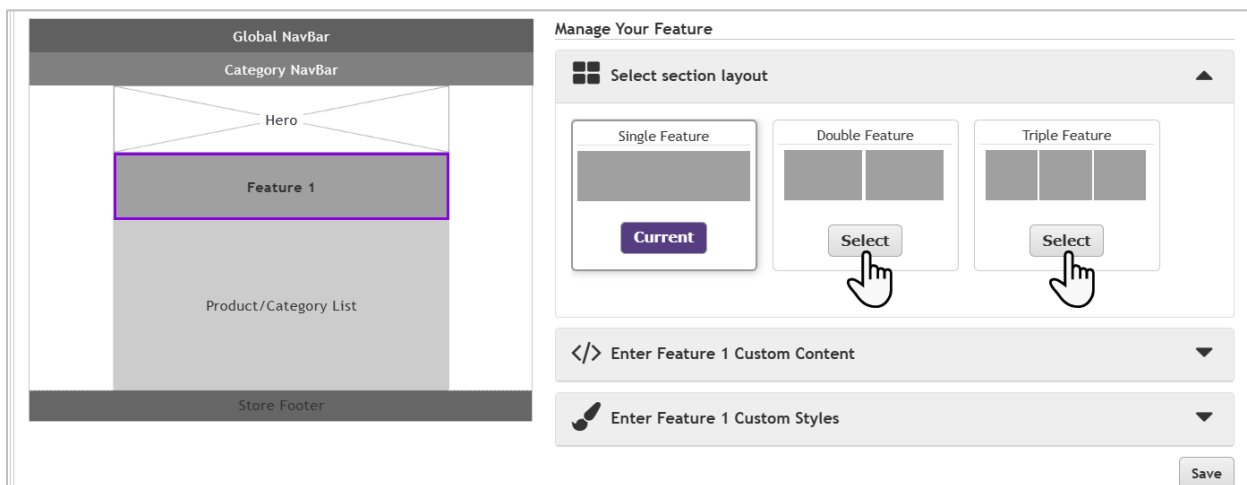 Global NavBar
Category NavBar
Hero
Feature 1
Product/Category List
Store Footer
Manage Your Feature
Select section layout
Single Feature
Current
Double Feature
Select
Triple Feature
Select
</> Enter Feature 1 Custom Content
Enter Feature 1 Custom Styles
Save